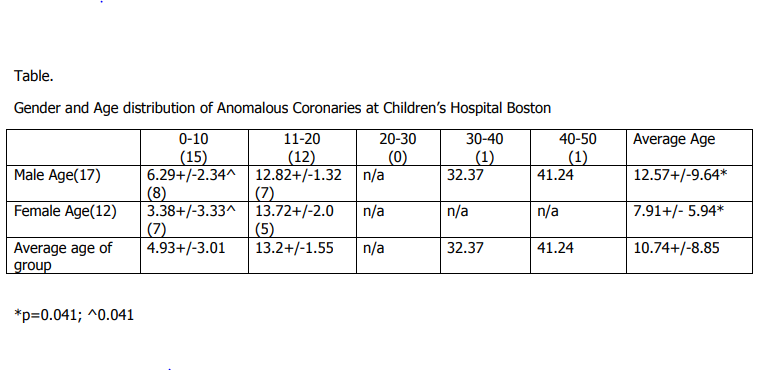 Table.
Gender and Age distribution of Anomalous Coronaries at Children's Hospital Boston
0-10 (15) 11-20 (12) 20-30 (0) 30-40 (1) 40-50 (1) Average Age
Male Age(17) 6.29+/-2.34^ (8) 12.82+/-1.32 (7) n/a 32.37 41.24 12.57+/-9.64*
Female Age(12) 3.38+/-3.33^ (7) 13.72+/-2.0 (5) n/a n/a n/a 7.91+/- 5.94*
Average age of group 4.93+/-3.01 13.2+/-1.55 n/a 32.37 41.24 10.74+/-8.85
*p=0.041; ^0.041